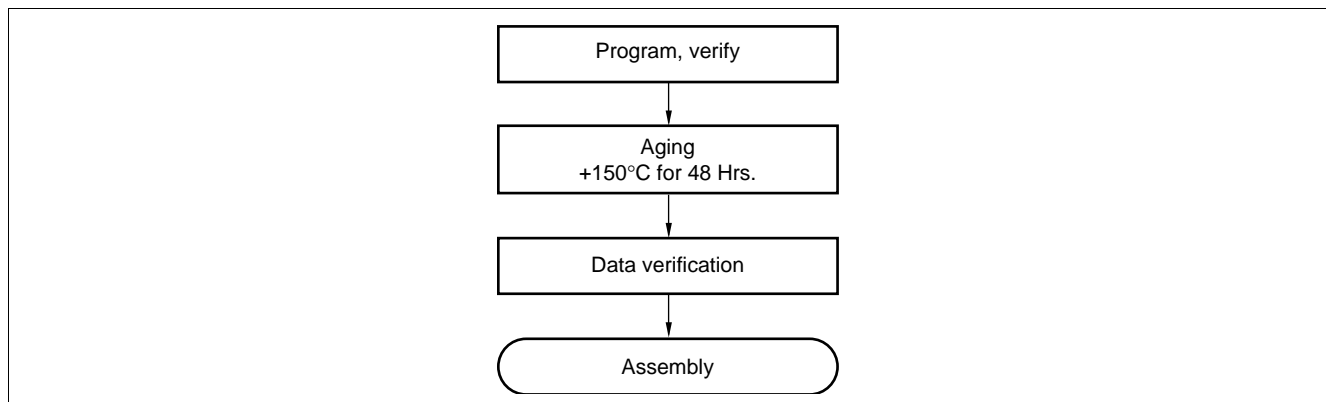 Program, verify
Aging
+150°C for 48 Hrs.
Data verification
Assembly